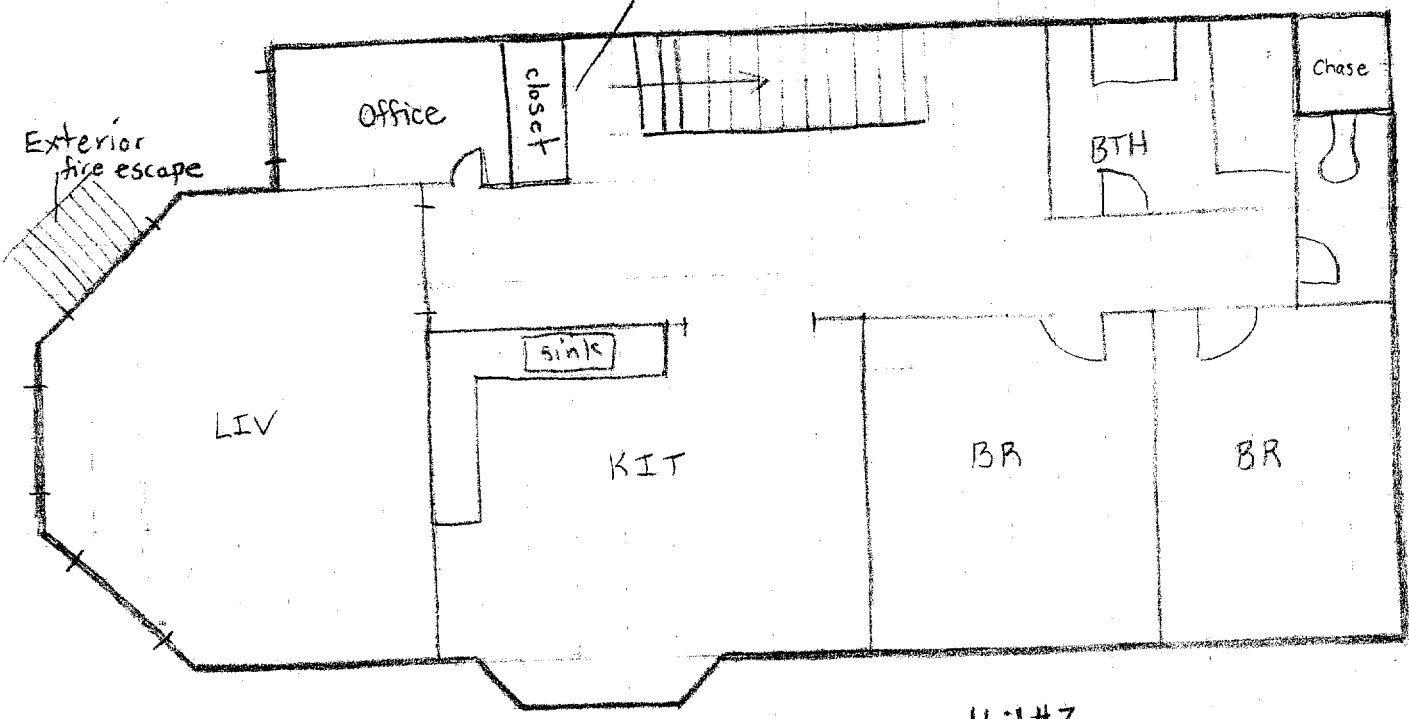 Chase
closet
Office
Exterior
fire escape
BTH
sink
LIV
KIT
BR
BR